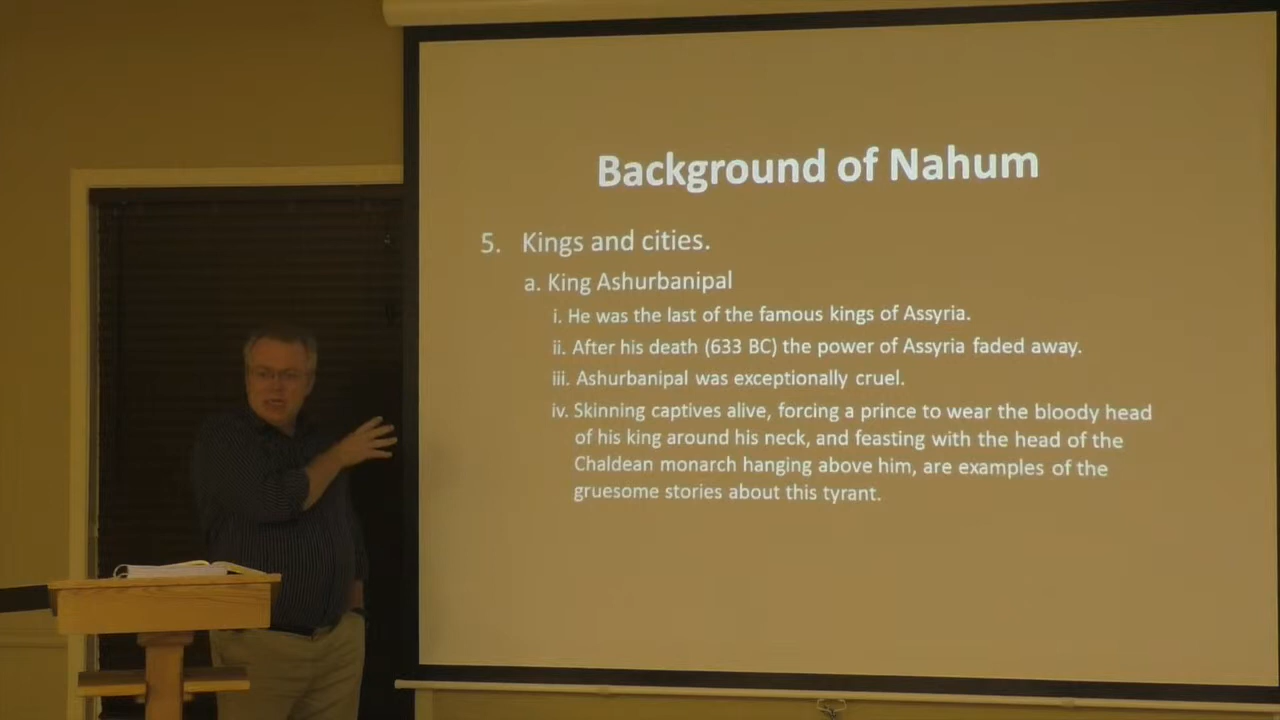 Background of Nahum
5. Kings and cities.
a. King Ashurbanipal
i. He was the last of the famous kings of Assyria.
ii. After his death (633 BC) the power of Assyria faded away.
iii. Ashurbanipal was exceptionally cruel.
iv. Skinning captives alive, forcing a prince to wear the bloody head
of his king around his neck, and feasting with the head of the
Chaldean monarch hanging above him, are examples of the
gruesome stories about this tyrant.